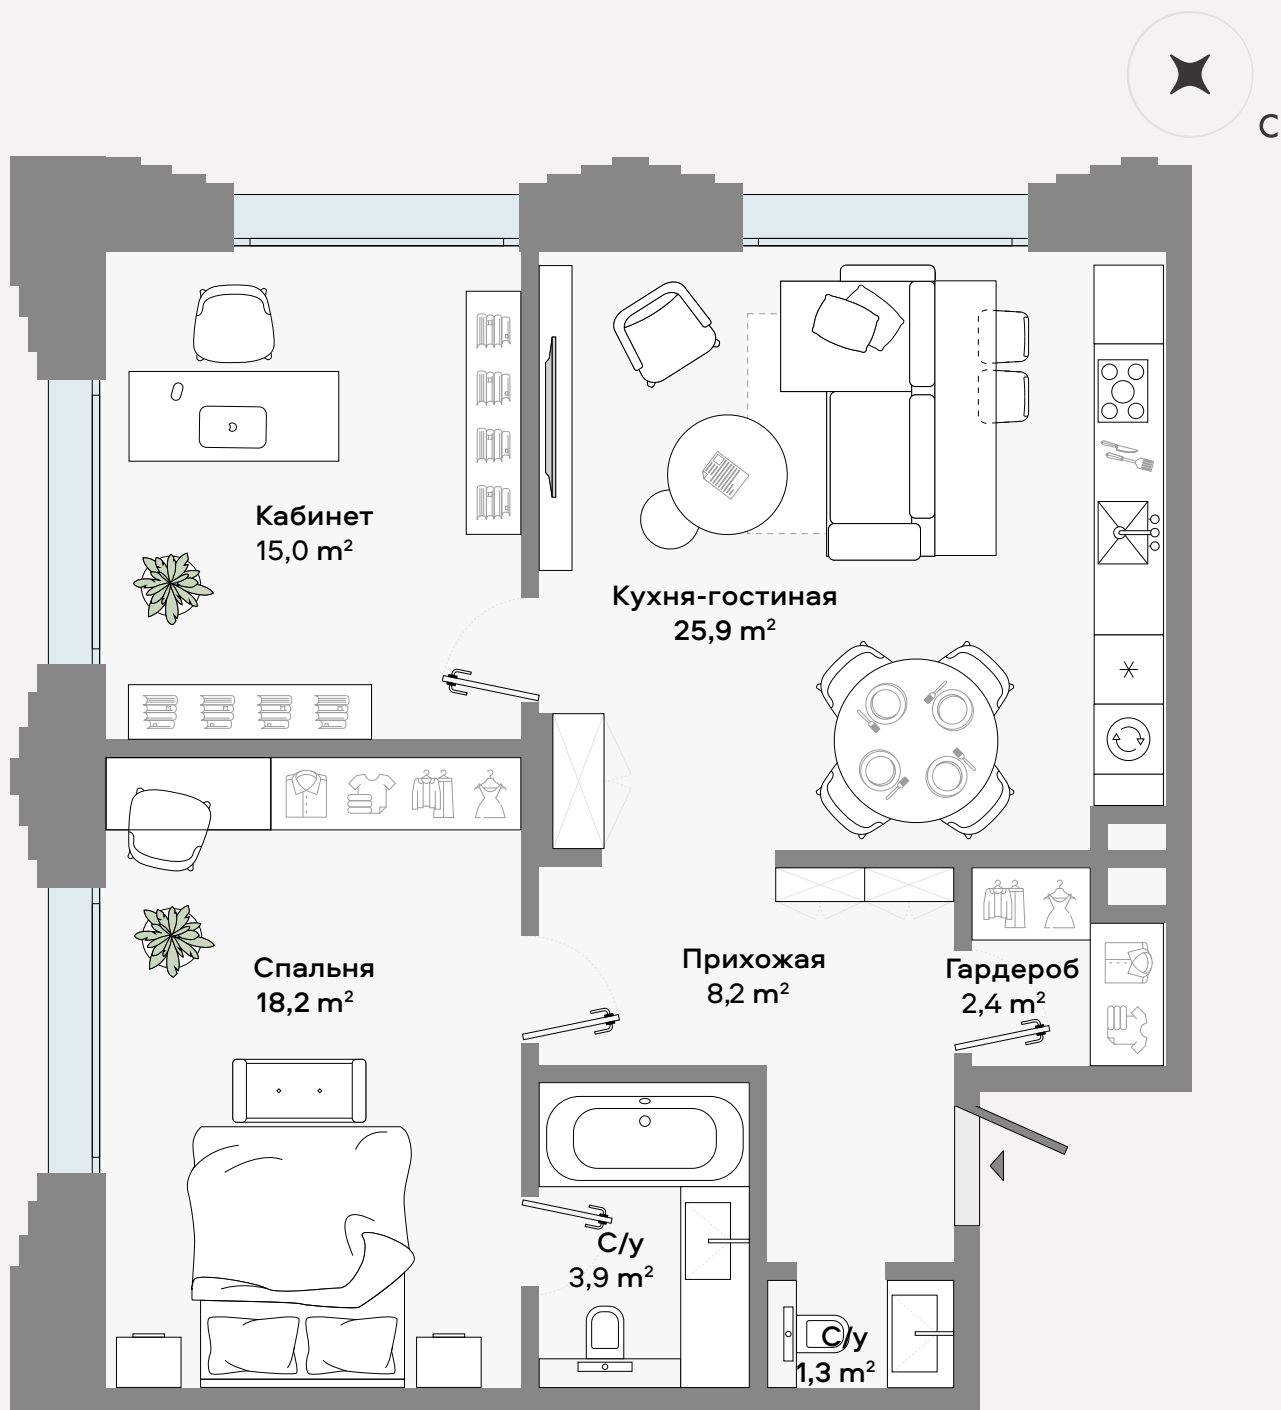 С
Кабинет
15,0 m²
Кухня-гостиная
25,9 m²
Спальня
18,2 m²
Прихожая
8,2 m²
Гардероб
2,4 m²
С/у
3,9 m²
С/у
1,3 m²